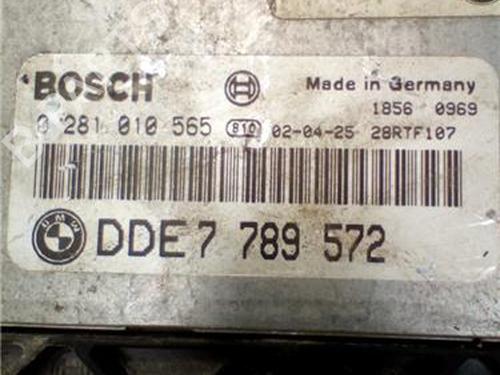 BOSCH
Made in Germany
1856 0969
0 281 010 565 810 02-04-25 28RTF107
BMW
DDE 7 789 572